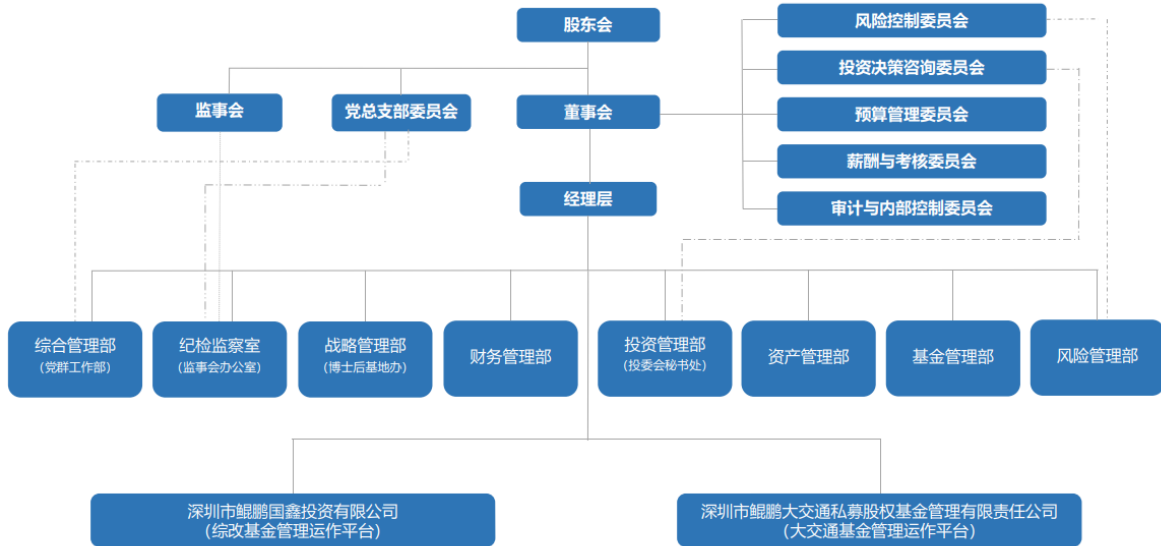 股东会
风险控制委员会
投资决策咨询委员会
监事会
党总支部委员会
董事会
预算管理委员会
薪酬与考核委员会
经理层
审计与内部控制委员会
综合管理部
(党群工作部)
纪检监察室
(监事会办公室)
战略管理部
(博士后基地办)
财务管理部
投资管理部
(投委会秘书处)
资产管理部
基金管理部
风险管理部
深圳市鲲鹏国鑫投资有限公司
(综改基金管理运作平台)
深圳市鲲鹏大交通私募股权基金管理有限责任公司
(大交通基金管理运作平台)